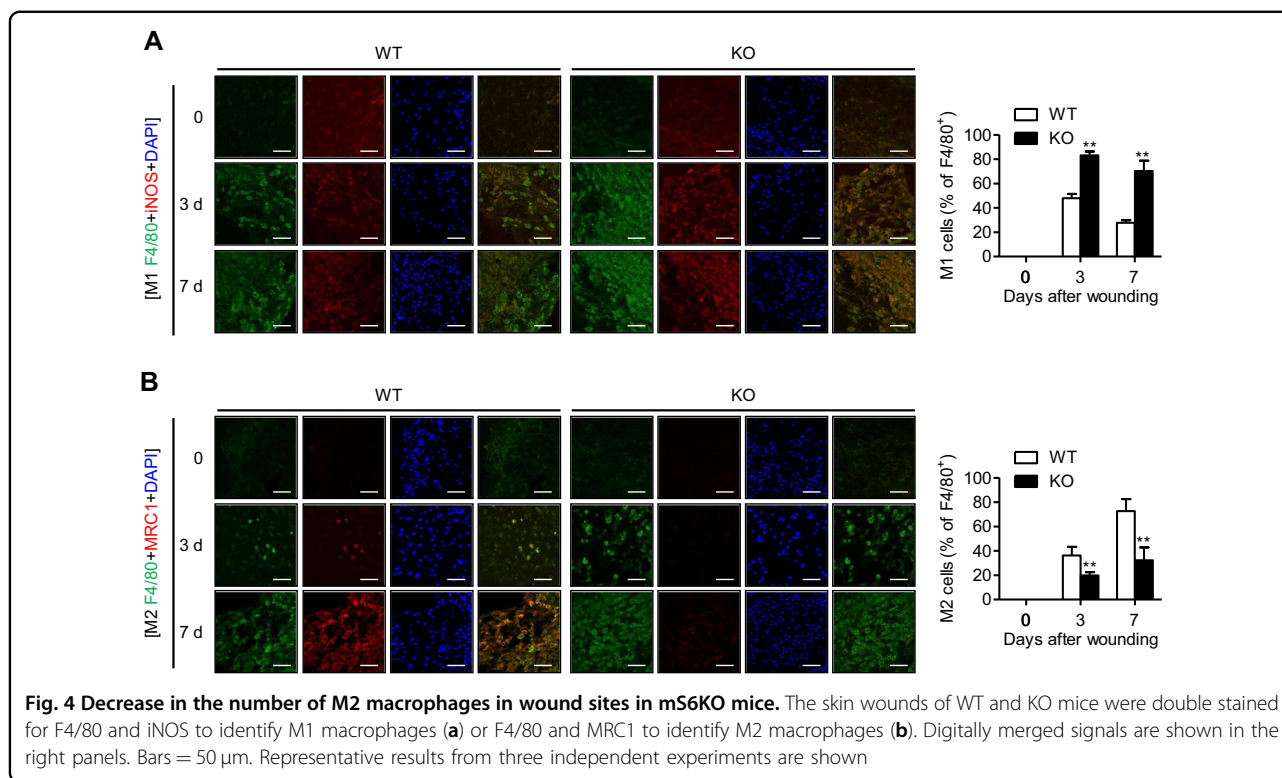 A
WT
KO
[M1 F4/80+iNOS+DAPI]
0
3 d
7 d
WT
KO
M1 cells (% of F4/80+)
100
80
60
40
20
0
**
**
0
3
7
Days after wounding
B
WT
KO
[M2 F4/80+MRC1+DAPI]
0
3 d
7 d
WT
KO
M2 cells (% of F4/80+)
100
80
60
40
20
0
**
**
0
3
7
Days after wounding
Fig. 4 Decrease in the number of M2 macrophages in wound sites in mS6KO mice. The skin wounds of WT and KO mice were double stained
for F4/80 and iNOS to identify M1 macrophages (a) or F4/80 and MRC1 to identify M2 macrophages (b). Digitally merged signals are shown in the
right panels. Bars = 50 μm. Representative results from three independent experiments are shown